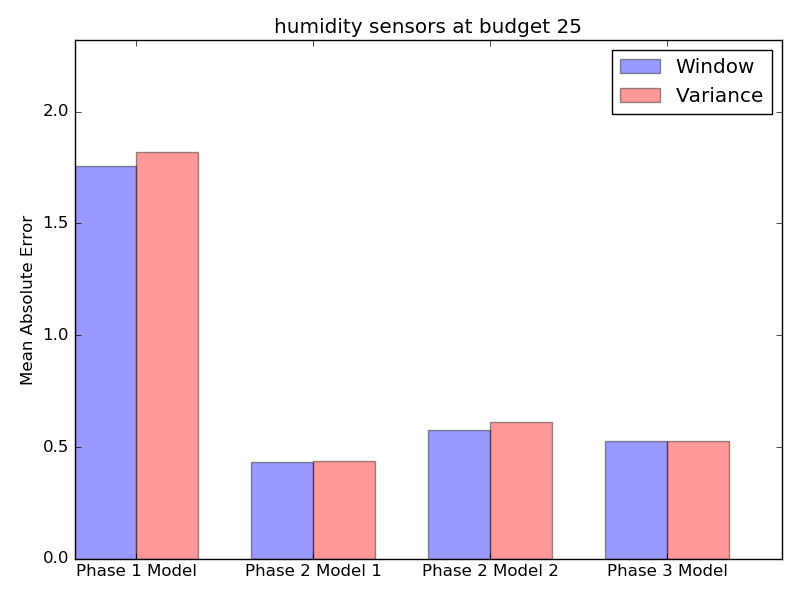 humidity sensors at budget 25
Window
Variance
Mean Absolute Error
2.0
1.5
1.0
0.5
0.0
Phase 1 Model
Phase 2 Model 1
Phase 2 Model 2
Phase 3 Model